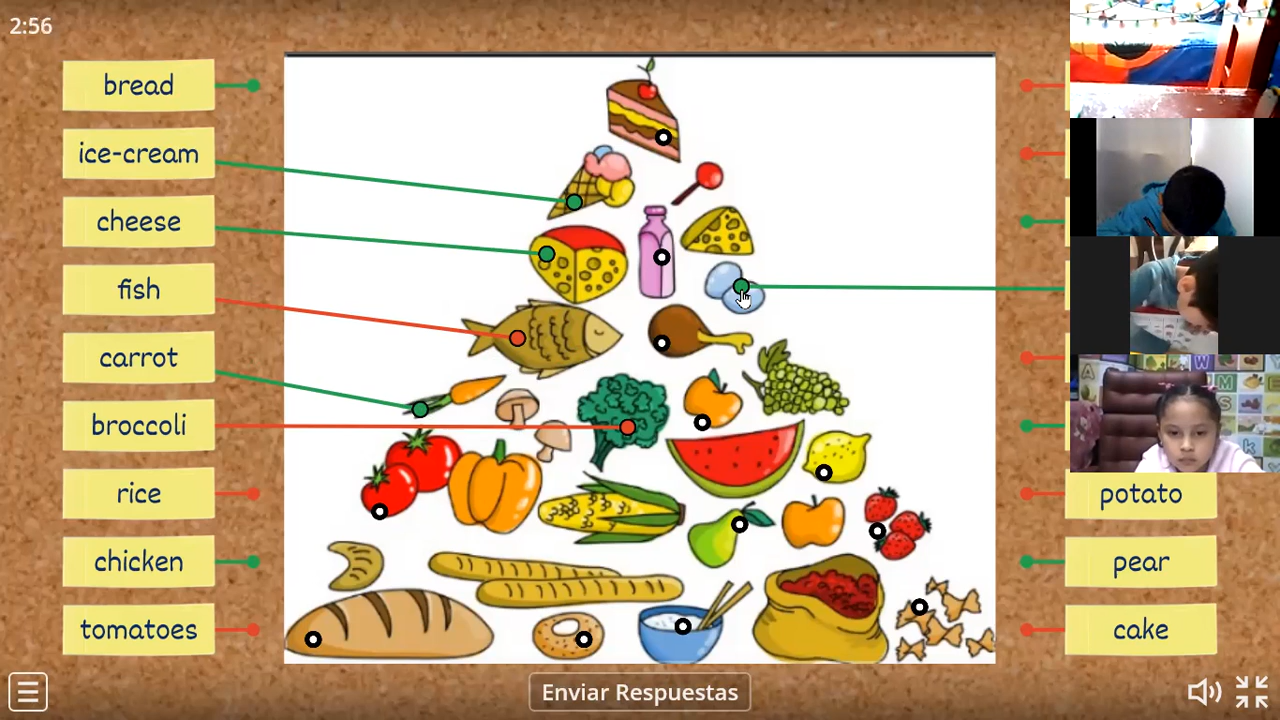 2:56
bread
ice-cream
cheese
fish
carrot
broccoli
rice
chicken
tomatoes
potato
pear
cake
Enviar Respuestas